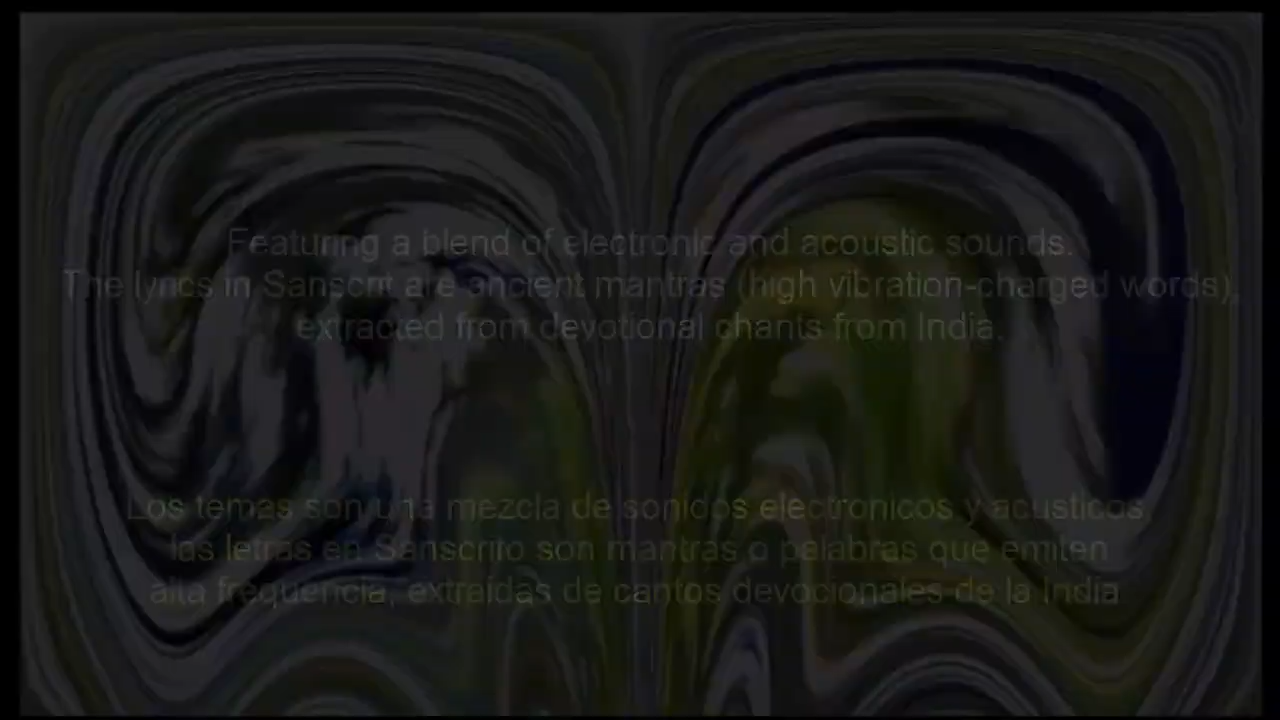 Featuring a blend of electronic and acoustic sounds.
The lyrics in Sanscrit are ancient mantras (high vibration-charged words),
extracted from devotional chants from India.
Los temas son una mezcla de sonidos electronicos y acusticos
las letras en Sanscrito son mantras o palabras que emiten
alta frequencia, extreidas de cantos devocionales de la India